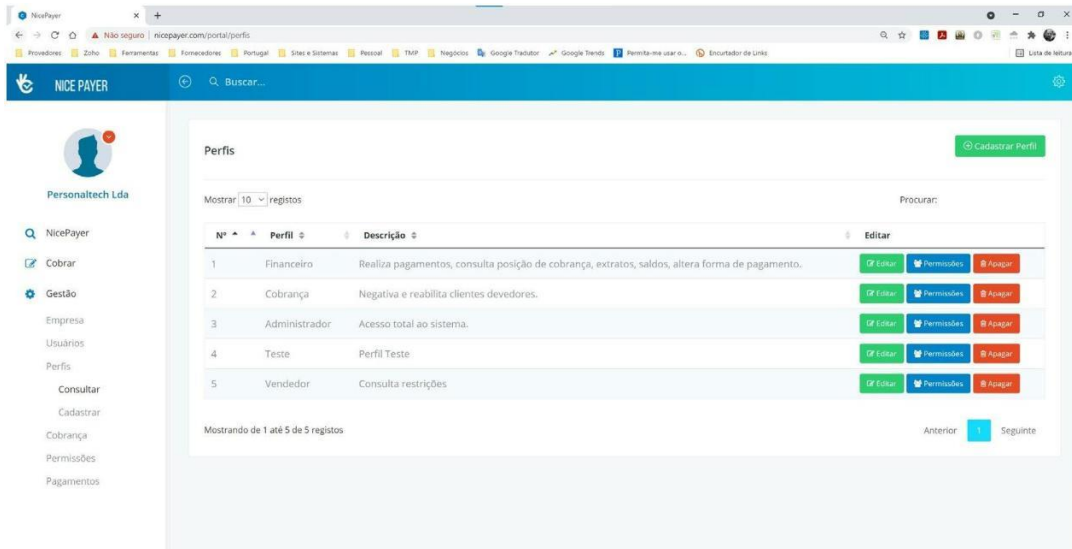 NicePayer
Não seguro | nicepayer.com/portal/perfis
Provedores Zoho Ferramentas Fornecedores Portugal Sites e Sistemas Pessoal TMP Negócios Google Tradutor Google Trends Permita-me usar o... Encurtador de Links Lista de leitura
NICE PAYER Buscar...
Perfis Cadastrar Perfil
Personaltech Lda
Mostrar 10 registos Procurar:
NicePayer
Cobrar
Gestão
Empresa
Usuários
Perfis
Consultar
Cadastrar
Cobrança
Permissões
Pagamentos
Nº Perfil Descrição Editar
1 Financeiro Realiza pagamentos, consulta posição de cobrança, extratos, saldos, altera forma de pagamento. Editar Permissões Apagar
2 Cobrança Negativa e reabilita clientes devedores. Editar Permissões Apagar
3 Administrador Acesso total ao sistema. Editar Permissões Apagar
4 Teste Perfil Teste Editar Permissões Apagar
5 Vendedor Consulta restrições Editar Permissões Apagar
Mostrando de 1 até 5 de 5 registos Anterior 1 Seguinte